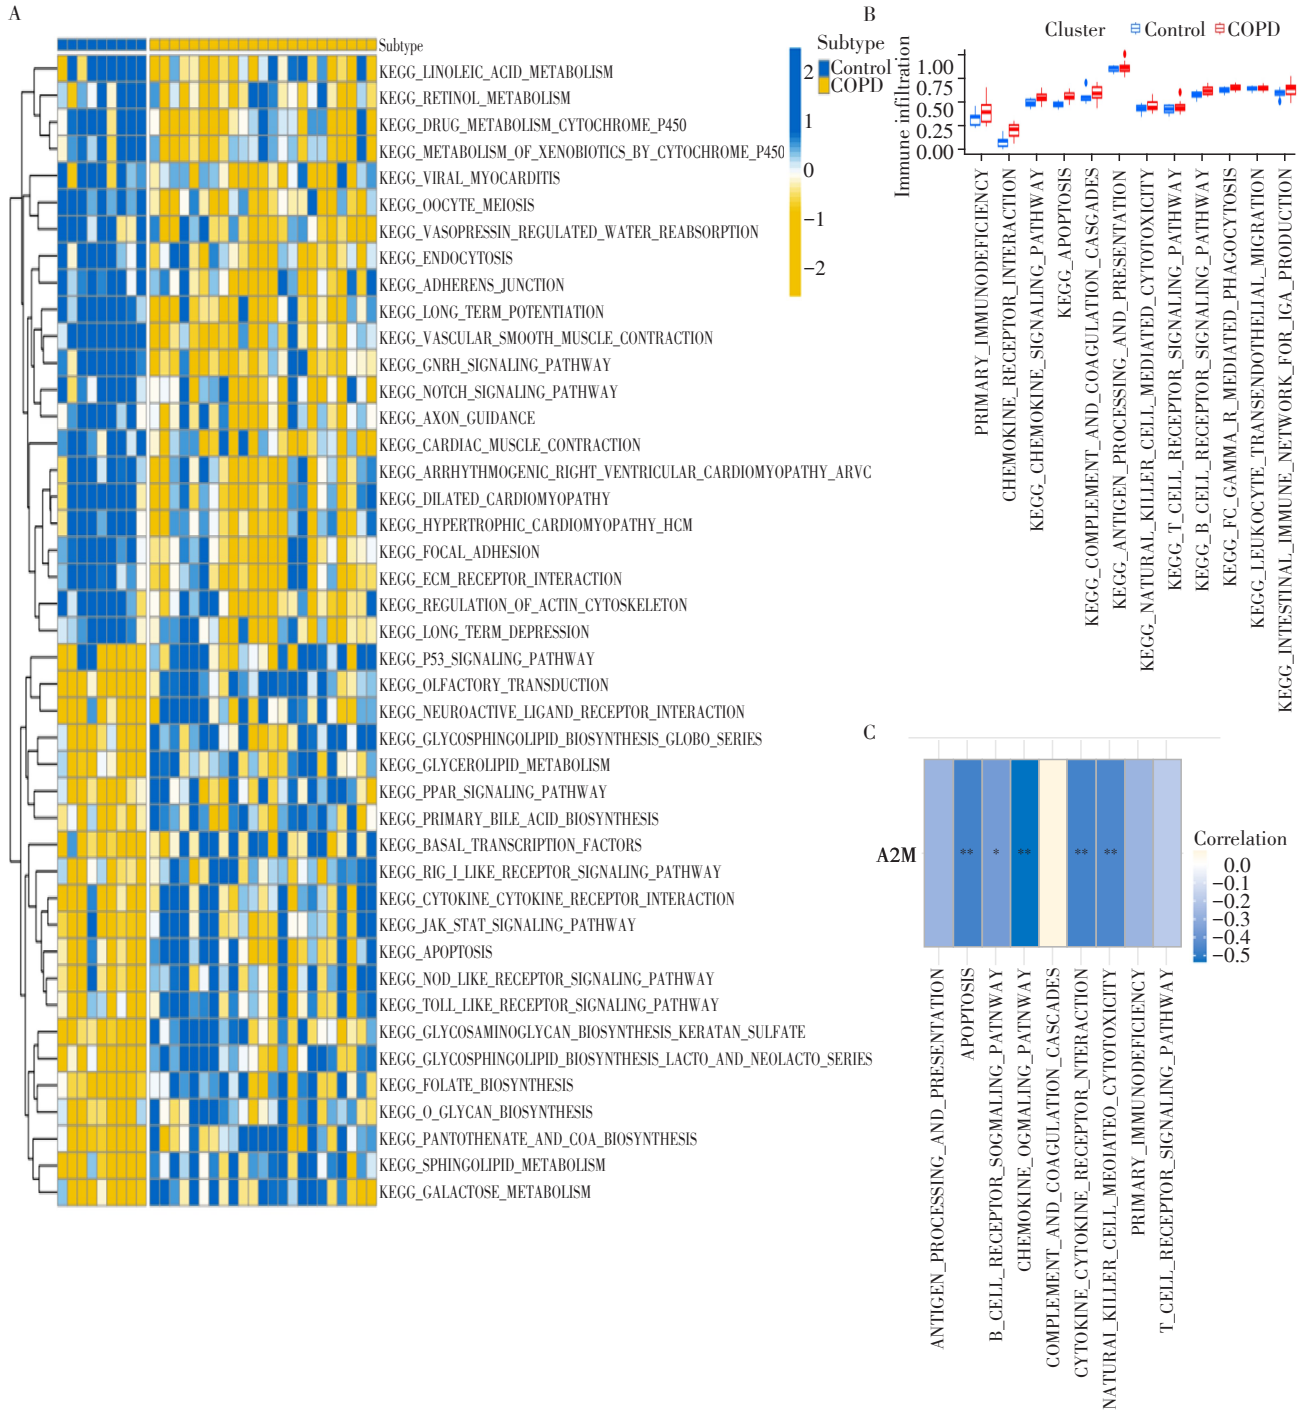 A
Subtype
KEGG_LINOLEIC_ACID_METABOLISM
KEGG_RETINOL_METABOLISM
KEGG_DRUG_METABOLISM_CYTOCHROME_P450
KEGG_METABOLISM_OF_XENOBIOTICS_BY_CYTOCHROME_P450
KEGG_VIRAL_MYOCARDITIS
KEGG_OOCYTE_MEIOSIS
KEGG_VASOPRESSIN_REGULATED_WATER_REABSORPTION
KEGG_ENDOCYTOSIS
KEGG_ADHERENS_JUNCTION
KEGG_LONG_TERM_POTENTIATION
KEGG_VASCULAR_SMOOTH_MUSCLE_CONTRACTION
KEGG_GNRH_SIGNALING_PATHWAY
KEGG_NOTCH_SIGNALING_PATHWAY
KEGG_AXON_GUIDANCE
KEGG_CARDIAC_MUSCLE_CONTRACTION
KEGG_ARRHYTHMOGENIC_RIGHT_VENTRICULAR_CARDIOMYOPATHY_ARVC
KEGG_DILATED_CARDIOMYOPATHY
KEGG_HYPERTROPHIC_CARDIOMYOPATHY_HCM
KEGG_FOCAL_ADHESION
KEGG_ECM_RECEPTOR_INTERACTION
KEGG_REGULATION_OF_ACTIN_CYTOSKELETON
KEGG_LONG_TERM_DEPRESSION
KEGG_P53_SIGNALING_PATHWAY
KEGG_OLFACTORY_TRANSDUCTION
KEGG_NEUROACTIVE_LIGAND_RECEPTOR_INTERACTION
KEGG_GLYCOSPHINGOLIPID_BIOSYNTHESIS_GLOBO_SERIES
KEGG_GLYCEROLIPID_METABOLISM
KEGG_PPAR_SIGNALING_PATHWAY
KEGG_PRIMARY_BILE_ACID_BIOSYNTHESIS
KEGG_BASAL_TRANSCRIPTION_FACTORS
KEGG_RIG_I_LIKE_RECEPTOR_SIGNALING_PATHWAY
KEGG_CYTOKINE_CYTOKINE_RECEPTOR_INTERACTION
KEGG_JAK_STAT_SIGNALING_PATHWAY
KEGG_APOPTOSIS
KEGG_NOD_LIKE_RECEPTOR_SIGNALING_PATHWAY
KEGG_TOLL_LIKE_RECEPTOR_SIGNALING_PATHWAY
KEGG_GLYCOSAMINOGLYCAN_BIOSYNTHESIS_KERATAN_SULFATE
KEGG_GLYCOSPHINGOLIPID_BIOSYNTHESIS_LACTO_AND_NEOLACTO_SERIES
KEGG_FOLATE_BIOSYNTHESIS
KEGG_O_GLYCAN_BIOSYNTHESIS
KEGG_PANTOTHENATE_AND_COA_BIOSYNTHESIS
KEGG_SPHINGOLIPID_METABOLISM
KEGG_GALACTOSE_METABOLISM
2
1
0
−1
−2
Subtype
Control
COPD
B
Cluster Control COPD
Immune infiltration
1.00
0.75
0.50
0.25
0.00
PRIMARY_IMMUNODEFICIENCY
CHEMOKINE_RECEPTOR_INTERACTION
KEGG_CHEMOKINE_SIGNALING_PATHWAY
KEGG_APOPTOSIS
KEGG_COMPLEMENT_AND_COAGULATION_CASGADES
KEGG_ANTIGEN_PROCESSING_AND_PRESENTATION
KEGG_NATURAL_KILLER_CELL_MEDIATED_CYTOTOXICITY
KEGG_T_CELL_RECEPTOR_SIGNALING_PATHWAY
KEGG_B_CELL_RECEPTOR_SIGNALING_PATHWAY
KEGG_FC_GAMMA_R_MEDIATED_PHAGOCYTOSIS
KEGG_LEUKOCYTE_TRANSENDOTHELIAL_MIGRATION
KEGG_INTESTINAL_IMMUNE_NETWORK_FOR_IGA_PRODUCTION
C
A2M
** * ** ** **
Correlation
0.0
−0.1
−0.2
−0.3
−0.4
−0.5
ANTIGEN_PROCESSING_AND_PRESENTATION
APOPTOSIS
B_CELL_RECEPTOR_SOGMALING_PATNWAY
CHEMOKINE_OGMALING_PATNWAY
COMPLEMENT_AND_COAGULATION_CASCADES
CYTOKINE_CYTOKINE_RECEPTOR_NTERACTION
NATURAI_KILLER_CELL_MEOIATEO_CYTOTOXICITY
PRIMARY_IMMUNODEFICIENCY
T_CELL_RECEPTOR_SIGNALING_PATHWAY